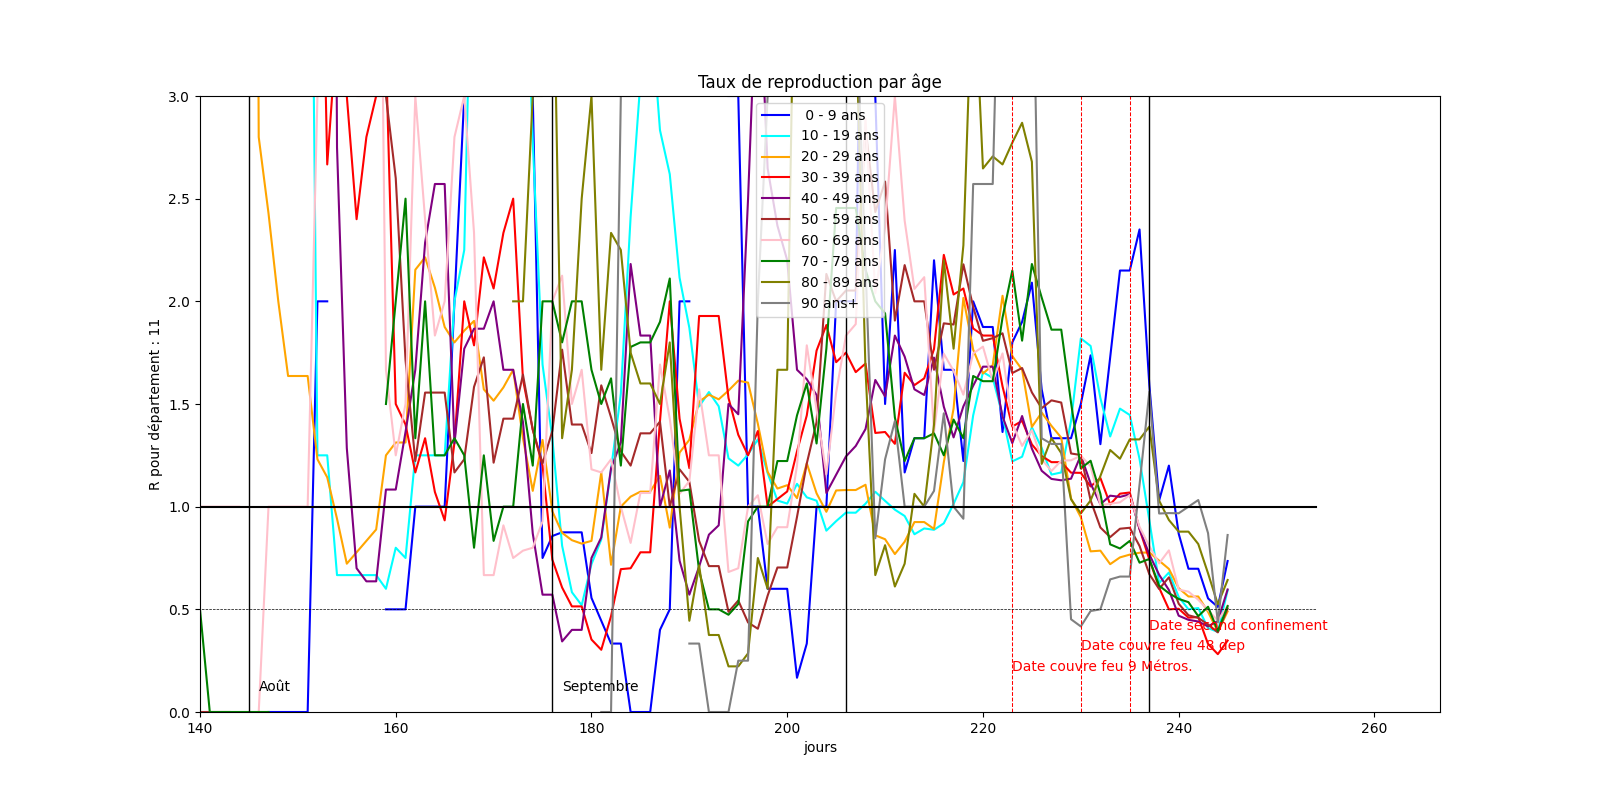 Taux de reproduction par âge
R pour département : 11
3.0
2.5
2.0
1.5
1.0
0.5
0.0
0 - 9 ans
10 - 19 ans
20 - 29 ans
30 - 39 ans
40 - 49 ans
50 - 59 ans
60 - 69 ans
70 - 79 ans
80 - 89 ans
90 ans+
Date second confinement
Date couvre feu 48 dep
Date couvre feu 9 Métros.
Août
Septembre
140
160
180
200
220
240
260
jours